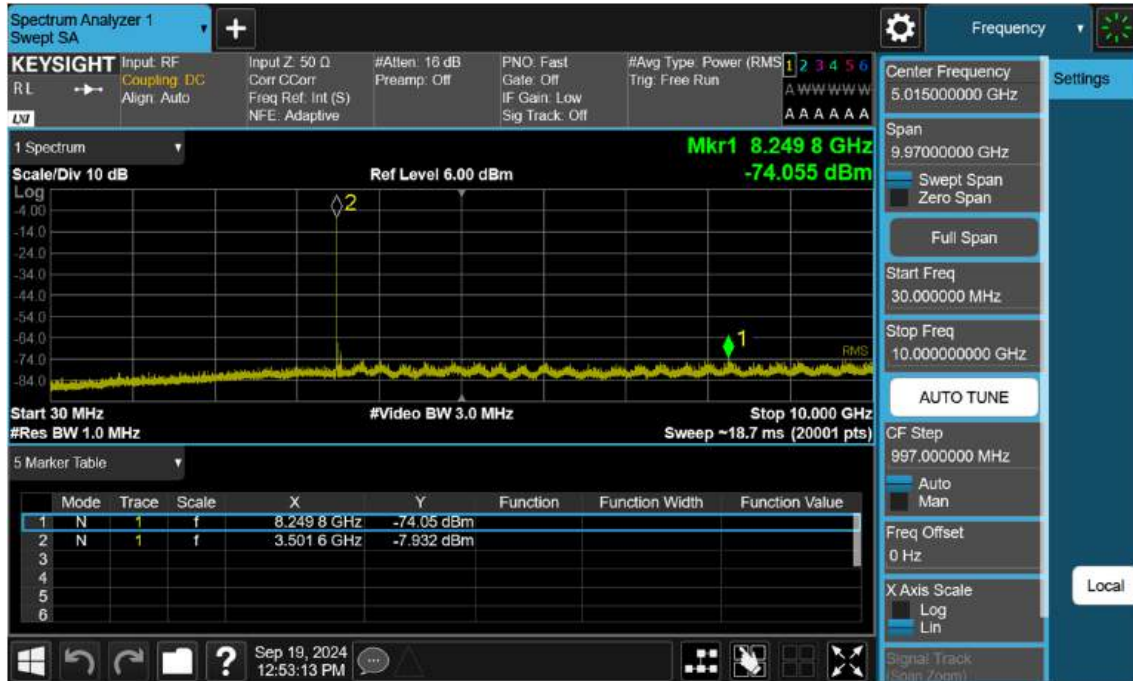 Spectrum Analyzer 1
Swept SA
Frequency
KEYSIGHT
R L
LXI
Input: RF
Coupling: DC
Align: Auto
Input Z: 50 Ω
Corr CCorr
Freq Ref: Int (S)
NFE: Adaptive
#Atten: 16 dB
Preamp: Off
PNO: Fast
Gate: Off
IF Gain: Low
Sig Track: Off
#Avg Type: Power (RMS
Trig: Free Run
1 2 3 4 5 6
A W W W W W
A A A A A A
Center Frequency
5.015000000 GHz
Settings
Span
9.97000000 GHz
Swept Span
Zero Span
Full Span
Start Freq
30.000000 MHz
Stop Freq
10.000000000 GHz
AUTO TUNE
CF Step
997.000000 MHz
Auto
Man
Freq Offset
0 Hz
X Axis Scale
Log
Lin
Signal Track
(Span Zoom)
Local
1 Spectrum
Scale/Div 10 dB
Ref Level 6.00 dBm
Mkr1 8.249 8 GHz
-74.055 dBm
Log
-4.00
-14.0
-24.0
-34.0
-44.0
-54.0
-64.0
-74.0
-84.0
2
1
RMS
Start 30 MHz
#Video BW 3.0 MHz
Stop 10.000 GHz
#Res BW 1.0 MHz
Sweep ~18.7 ms (20001 pts)
5 Marker Table
Mode Trace Scale X Y Function Function Width Function Value
1 N 1 f 8.249 8 GHz -74.05 dBm
2 N 1 f 3.501 6 GHz -7.932 dBm
3
4
5
6
?
Sep 19, 2024
12:53:13 PM